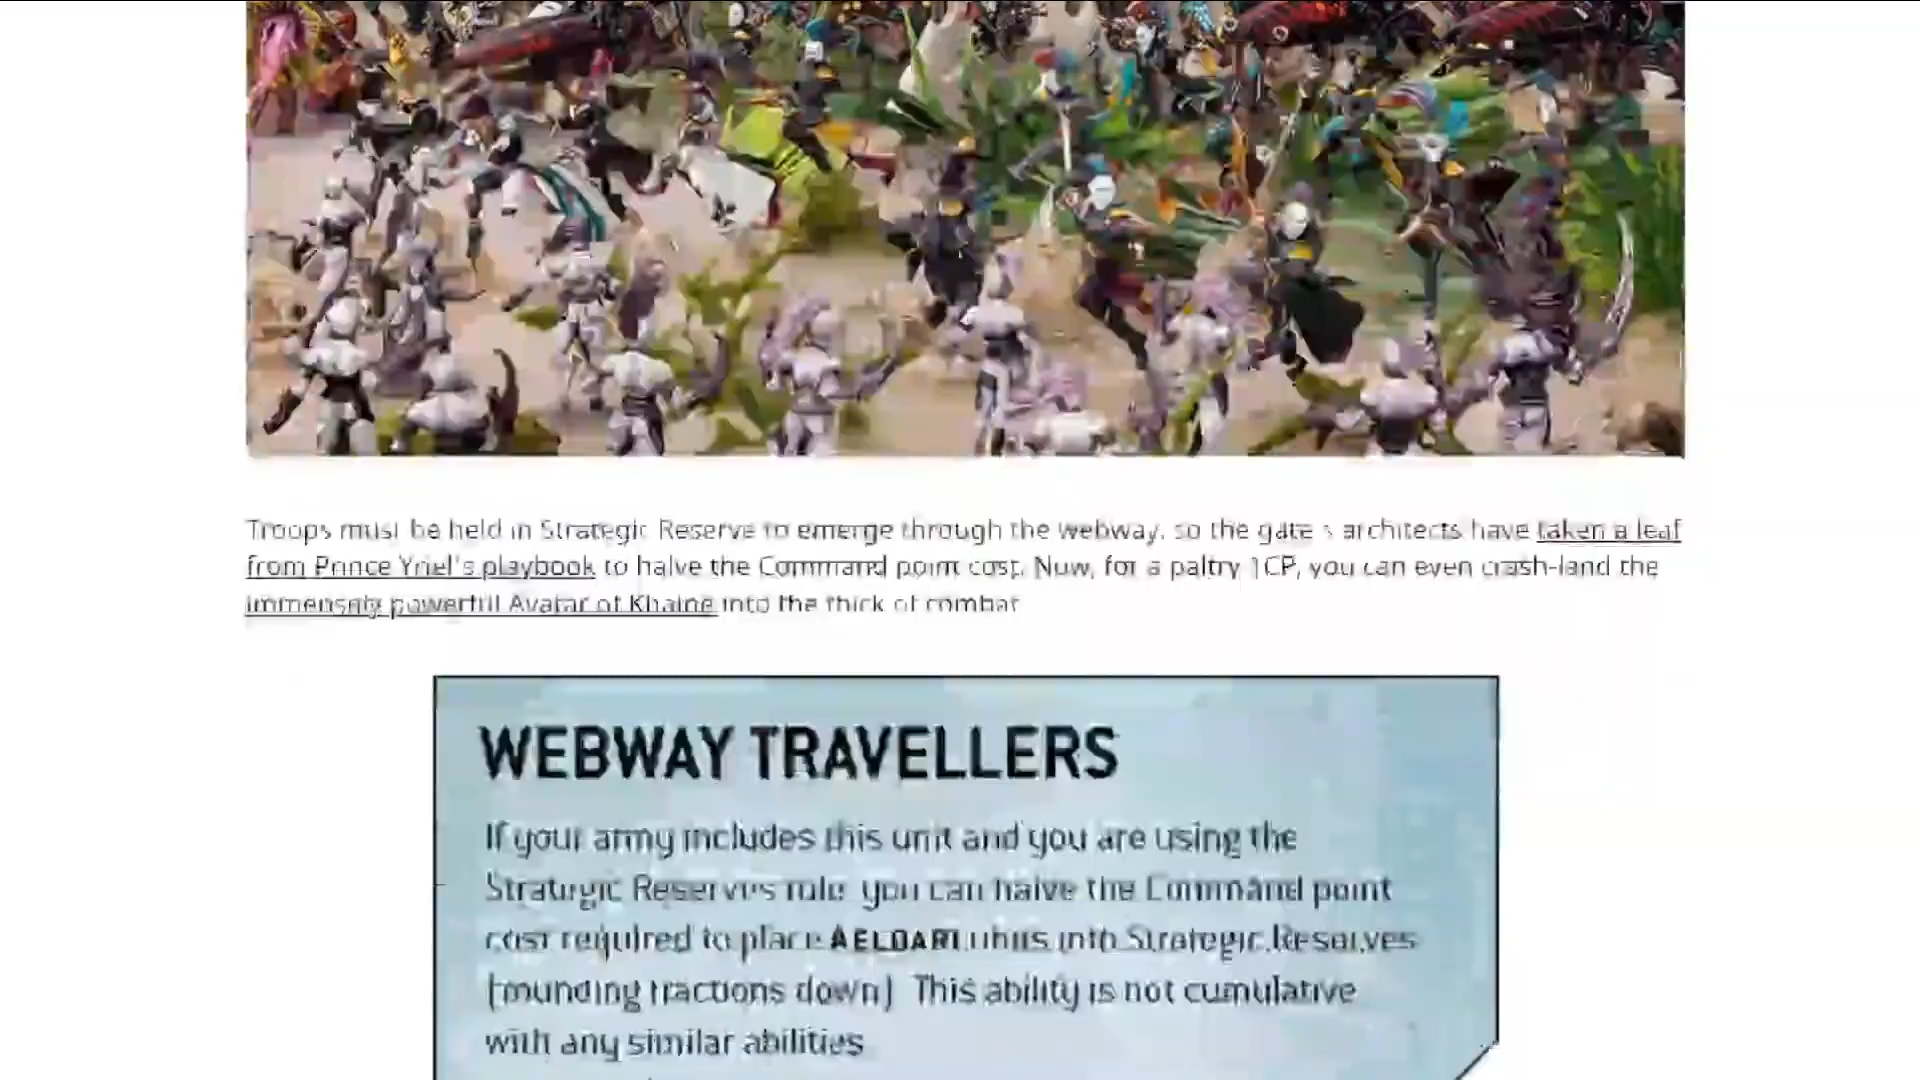 Troops must be held in Strategic Reserve to emerge through the webway, so the gate's architects have taken a leaf
from Prince Yriel's playbook to halve the Command point cost. Now, for a paltry 1CP, you can even crash-land the
immensely powerful Avatar of Khaine into the thick of combat
WEBWAY TRAVELLERS
If your army includes this unit and you are using the
Strategic Reserves rule, you can halve the Command point
cost required to place AELDARI units into Strategic Reserves
(rounding fractions down). This ability is not cumulative
with any similar abilities